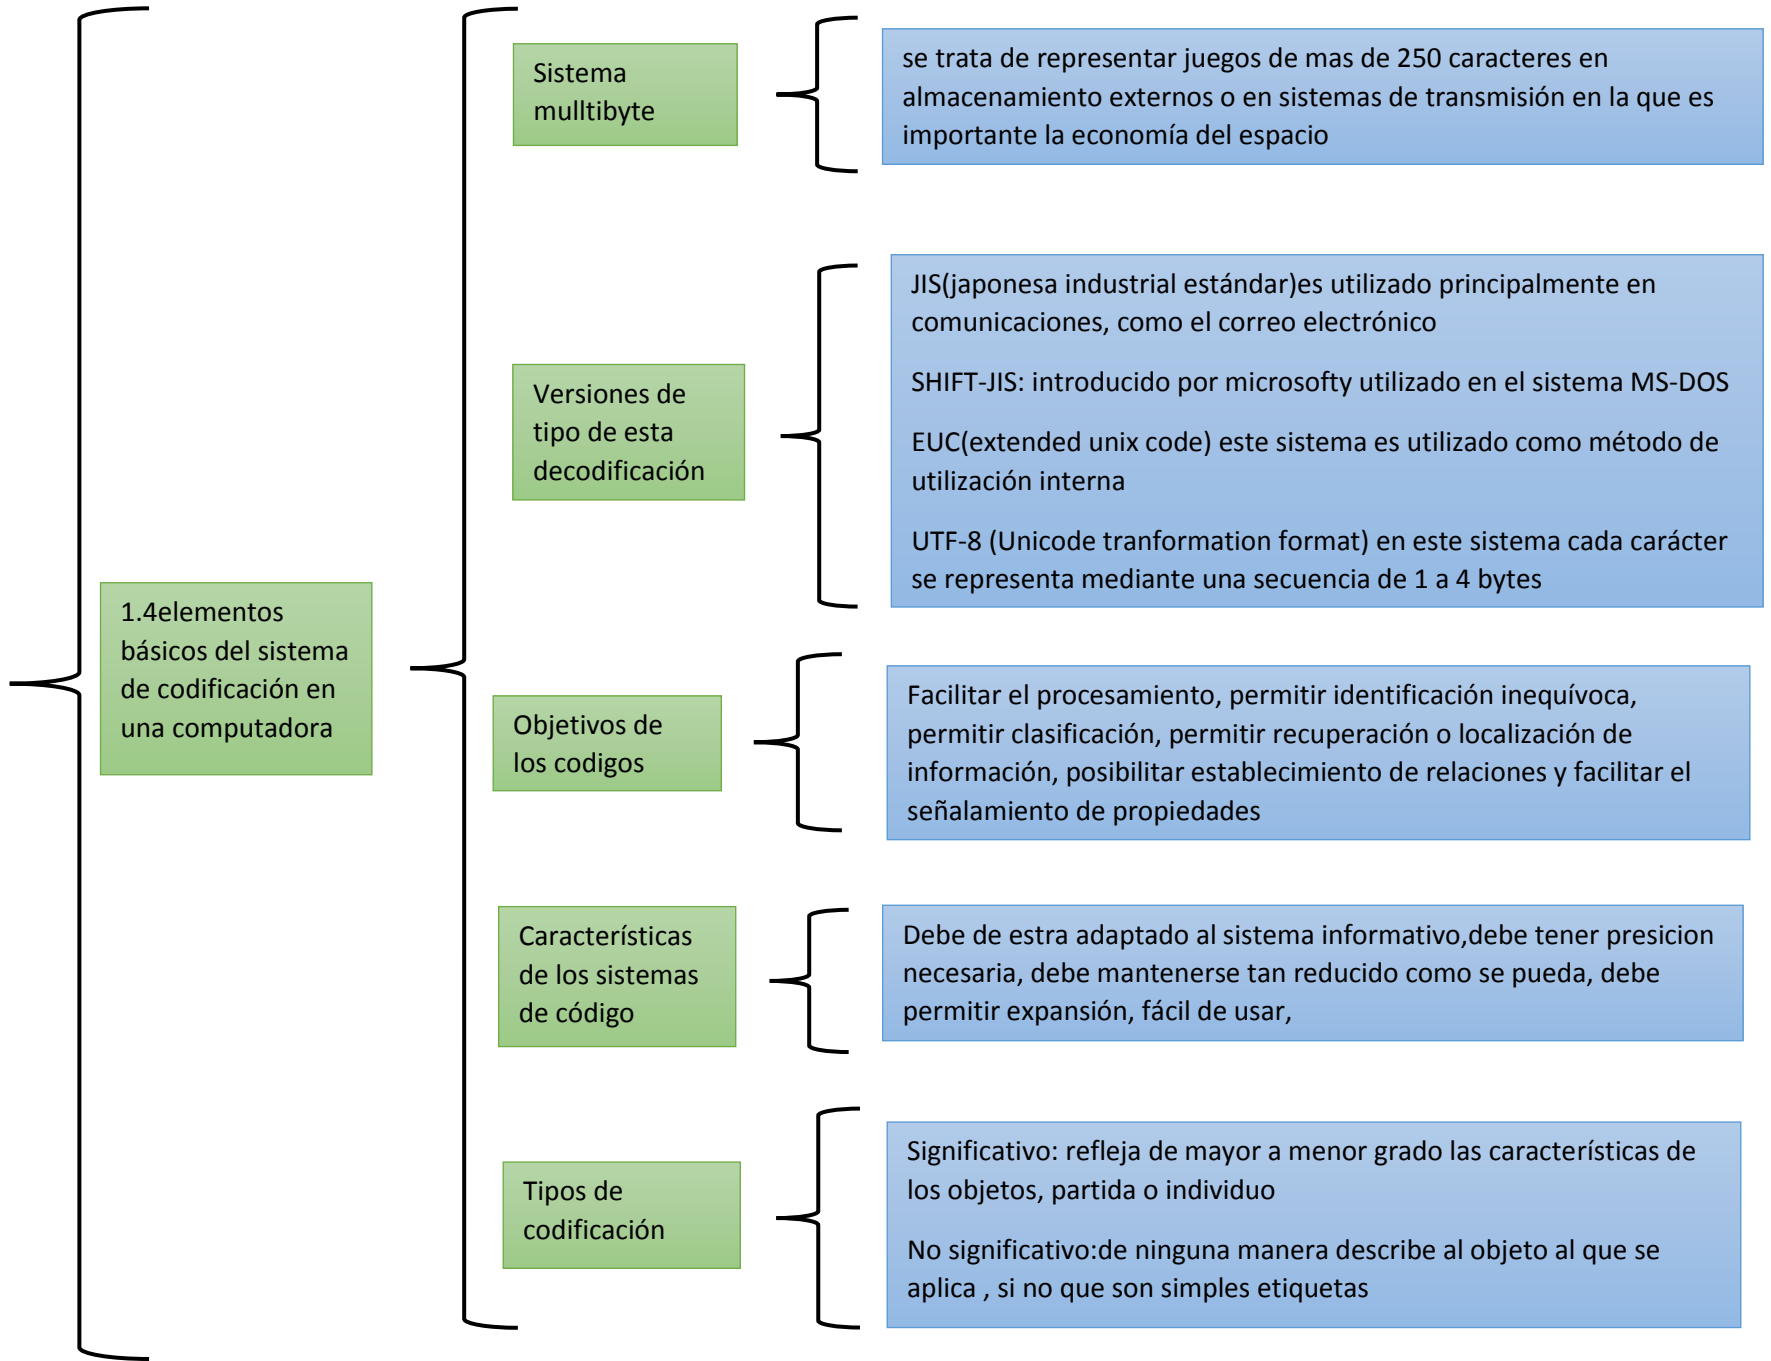 1.4elementos
básicos del sistema
de codificación en
una computadora
Sistema
mulltibyte
se trata de representar juegos de mas de 250 caracteres en
almacenamiento externos o en sistemas de transmisión en la que es
importante la economía del espacio
Versiones de
tipo de esta
decodificación
JIS(japonesa industrial estándar)es utilizado principalmente en
comunicaciones, como el correo electrónico
SHIFT-JIS: introducido por microsofty utilizado en el sistema MS-DOS
EUC(extended unix code) este sistema es utilizado como método de
utilización interna
UTF-8 (Unicode tranformation format) en este sistema cada carácter
se representa mediante una secuencia de 1 a 4 bytes
Objetivos de
los codigos
Facilitar el procesamiento, permitir identificación inequívoca,
permitir clasificación, permitir recuperación o localización de
información, posibilitar establecimiento de relaciones y facilitar el
señalamiento de propiedades
Características
de los sistemas
de código
Debe de estra adaptado al sistema informativo,debe tener presicion
necesaria, debe mantenerse tan reducido como se pueda, debe
permitir expansión, fácil de usar,
Tipos de
codificación
Significativo: refleja de mayor a menor grado las características de
los objetos, partida o individuo
No significativo:de ninguna manera describe al objeto al que se
aplica , si no que son simples etiquetas